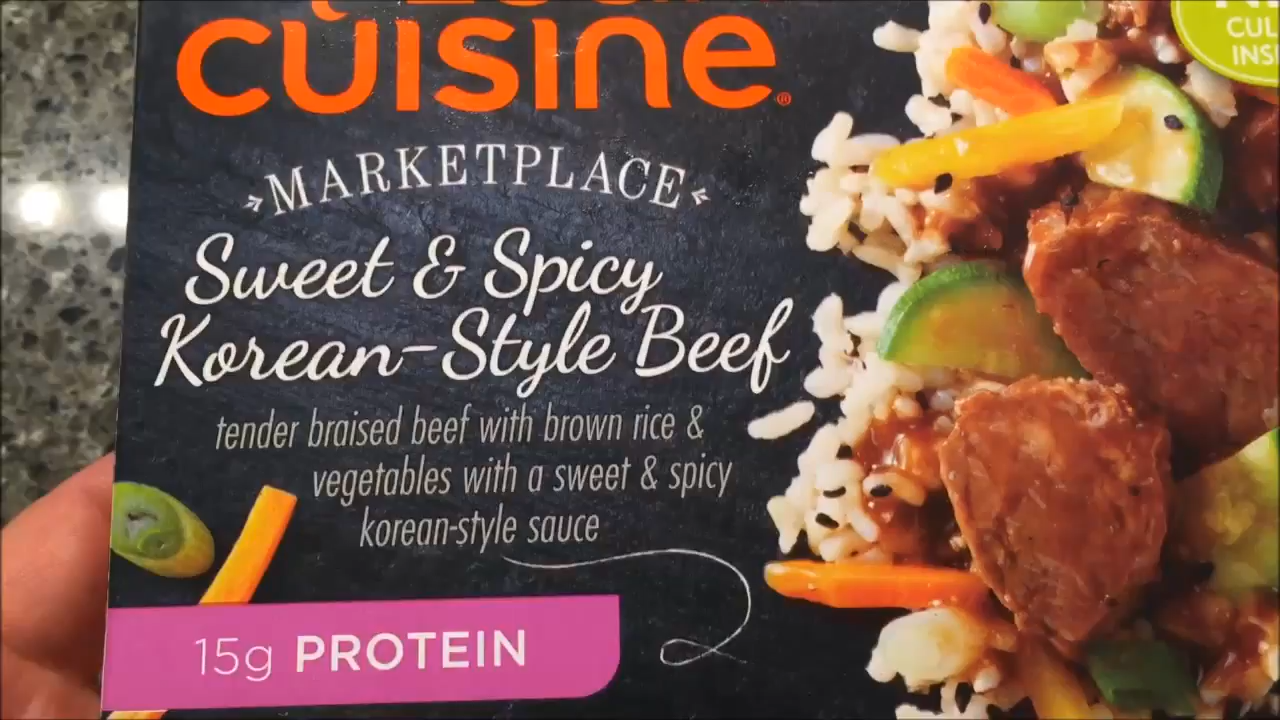 cuisine®
MARKETPLACE
Sweet & Spicy
Korean-Style Beef
tender braised beef with brown rice &
vegetables with a sweet & spicy
korean-style sauce
15g PROTEIN